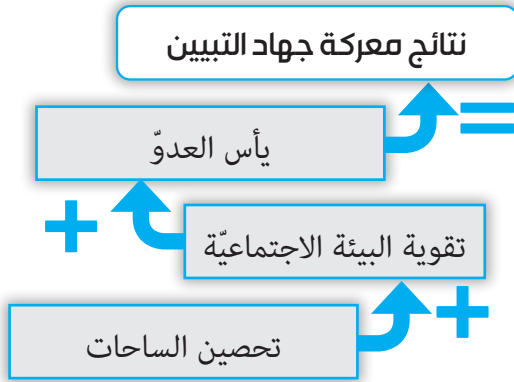 نتائج معركة جهاد التبيين
=
يأس العدوّ
+
تقوية البيئة الاجتماعيّة
+
تحصين الساحات